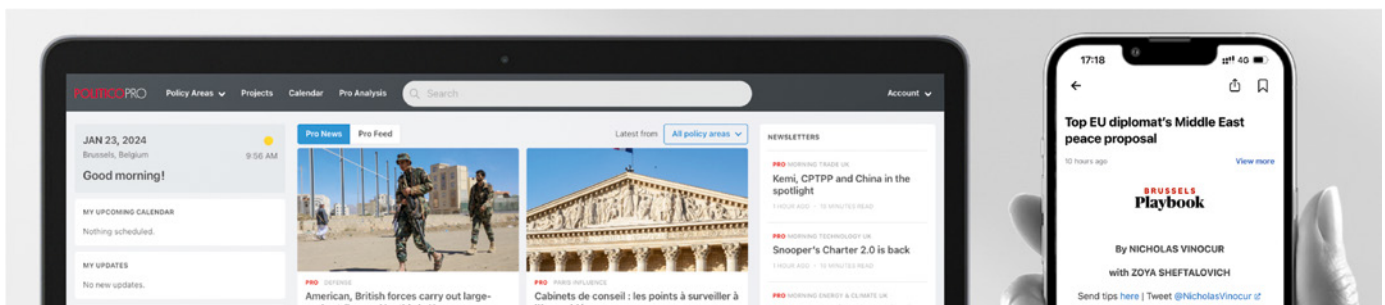 POLITICOPRO
Policy Areas
Projects
Calendar
Pro Analysis
Search
Account
JAN 23, 2024
Brussels, Belgium
9:56 AM
Good morning!
MY UPCOMING CALENDAR
Nothing scheduled.
MY UPDATES
No new updates.
Pro News
Pro Feed
Latest from
All policy areas
PRO DEFENSE
American, British forces carry out large-
PRO PARIS INFLUENCE
Cabinets de conseil : les points à surveiller à
NEWSLETTERS
PRO MORNING TRADE UK
Kemi, CPTPP and China in the
spotlight
1 HOUR AGO • 10 MINUTES READ
PRO MORNING TECHNOLOGY UK
Snooper's Charter 2.0 is back
1 HOUR AGO • 10 MINUTES READ
PRO MORNING ENERGY & CLIMATE UK
17:18
4G
Top EU diplomat's Middle East
peace proposal
10 hours ago
View more
BRUSSELS
Playbook
By NICHOLAS VINOCUR
with ZOYA SHEFTALOVICH
Send tips here | Tweet @NicholasVinocur